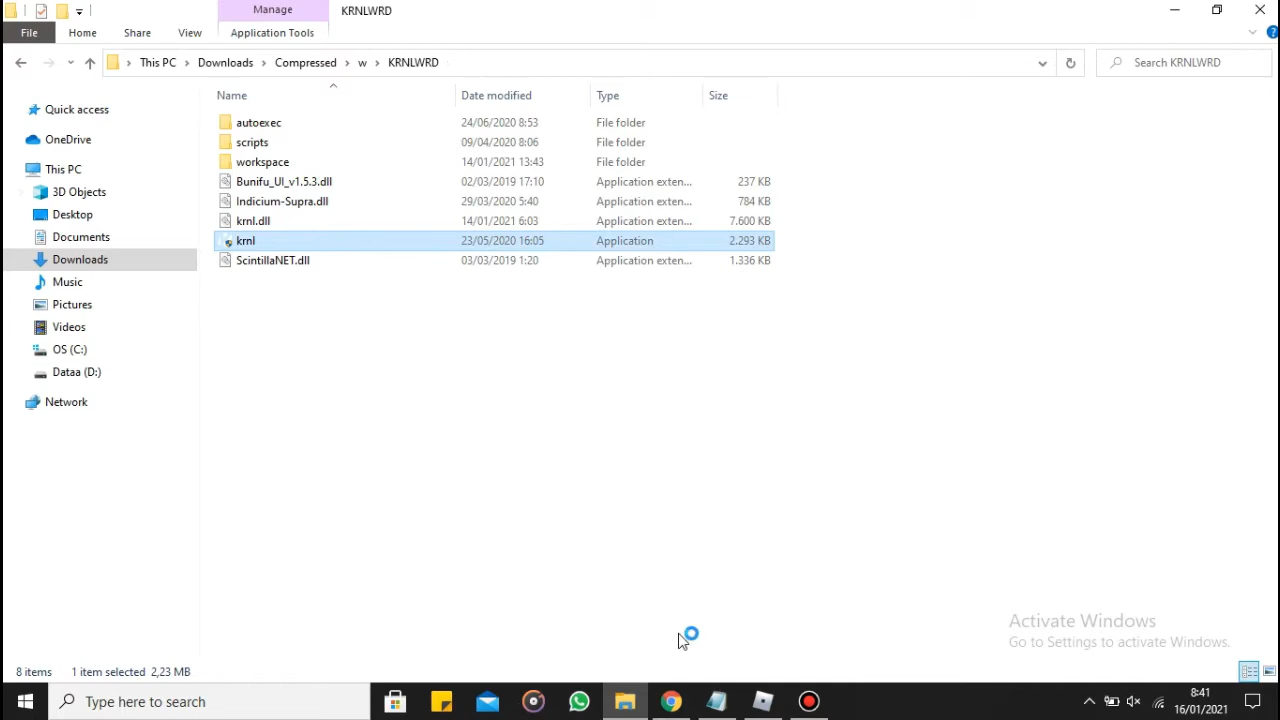 Manage
KRNLWRD
File
Home
Share
View
Application Tools
This PC
Downloads
Compressed
w
KRNLWRD
Search KRNLWRD
Name
Date modified
Type
Size
Quick access
OneDrive
This PC
3D Objects
Desktop
Documents
Downloads
Music
Pictures
Videos
OS (C:)
Dataa (D:)
Network
autoexec 24/06/2020 8:53 File folder
scripts 09/04/2020 8:06 File folder
workspace 14/01/2021 13:43 File folder
Bunifu_UI_v1.5.3.dll 02/03/2019 17:10 Application exten... 237 KB
Indicium-Supra.dll 29/03/2020 5:40 Application exten... 784 KB
krnl.dll 14/01/2021 6:03 Application exten... 7.600 KB
krnl 23/05/2020 16:05 Application 2.293 KB
ScintillaNET.dll 03/03/2019 1:20 Application exten... 1.336 KB
Activate Windows
Go to Settings to activate Windows.
8 items 1 item selected 2,23 MB
Type here to search
8:41
16/01/2021